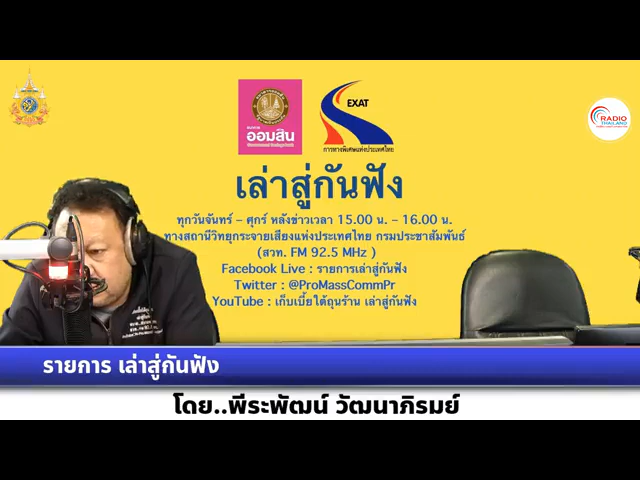 ธนาคาร
ออมสิน
EXAT
การทางพิเศษแห่งประเทศไทย
RADIO
THAILAND
เล่าสู่กันฟัง
ทุกวันจันทร์ – ศุกร์ หลังข่าวเวลา 15.00 น. – 16.00 น.
ทางสถานีวิทยุกระจายเสียงแห่งประเทศไทย กรมประชาสัมพันธ์
(สวท. FM 92.5 MHz )
Facebook Live : รายการเล่าสู่กันฟัง
Twitter : @ProMassCommPr
YouTube : เก็บเบี้ยใต้ถุนร้าน เล่าสู่กันฟัง
รายการ เล่าสู่กันฟัง
โดย..พีระพัฒน์ วัฒนาภิรมย์